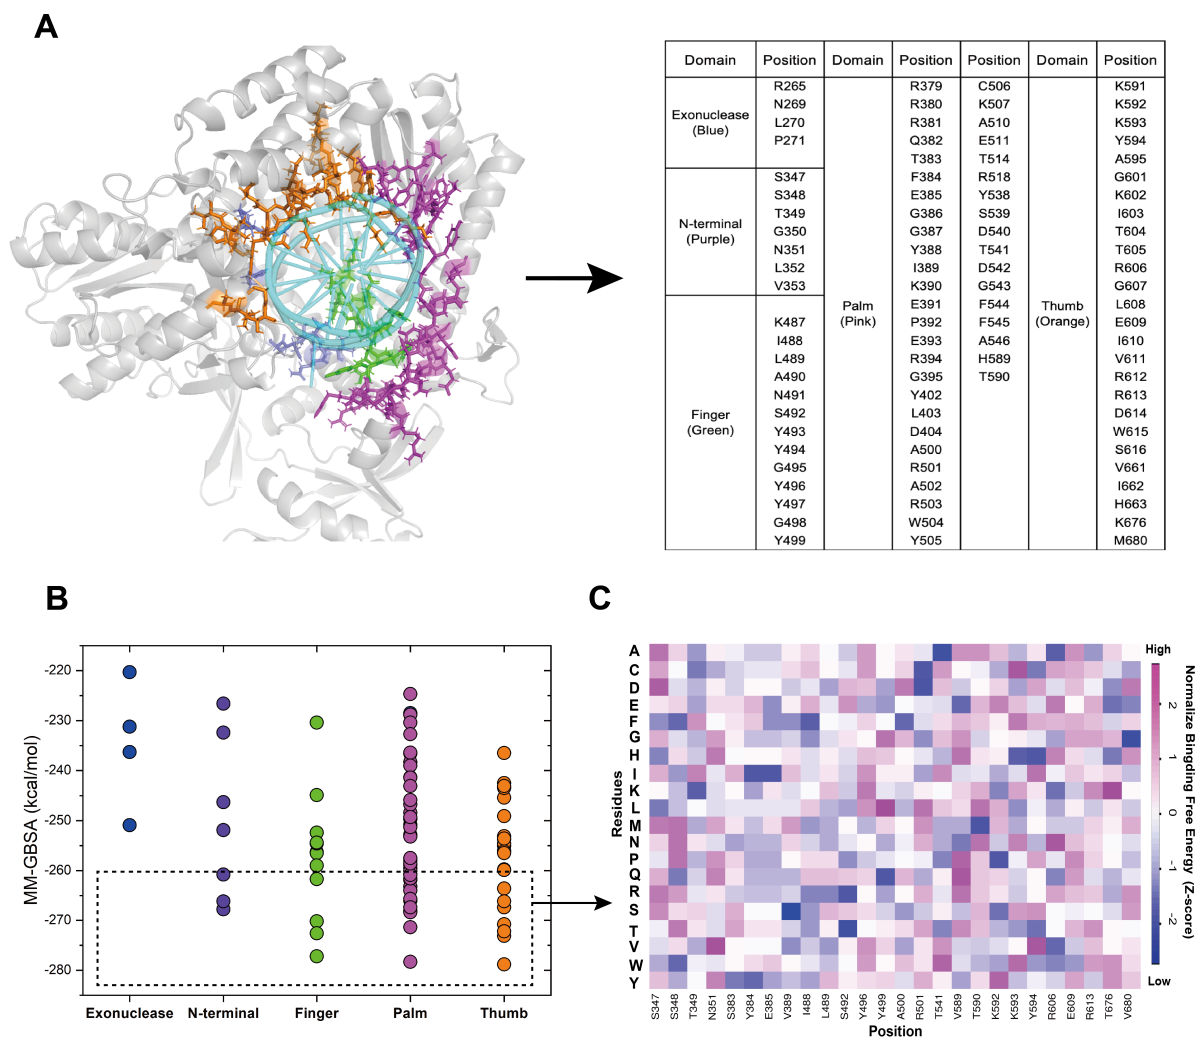 A
Domain Position Domain Position Position Domain Position
Exonuclease
(Blue)
R265
N269
L270
P271
N-terminal
(Purple)
S347
S348
T349
G350
N351
L352
V353
Finger
(Green)
K487
I488
L489
A490
N491
S492
Y493
Y494
G495
Y496
Y497
G498
Y499
Palm
(Pink)
R379
R380
R381
Q382
T383
F384
E385
G386
G387
Y388
I389
K390
E391
P392
E393
R394
G395
Y402
L403
D404
A500
R501
A502
R503
W504
Y505
C506
K507
A510
E511
T514
R518
Y538
S539
D540
T541
D542
G543
F544
F545
A546
H589
T590
Thumb
(Orange)
K591
K592
K593
Y594
A595
G601
K602
I603
T604
T605
R606
G607
L608
E609
I610
V611
R612
R613
D614
W615
S616
V661
I662
H663
K676
M680
B
MM-GBSA (kcal/mol)
-220
-230
-240
-250
-260
-270
-280
Exonuclease N-terminal Finger Palm Thumb
C
Residues
A
C
D
E
F
G
H
I
K
L
M
N
P
Q
R
S
T
V
W
Y
S347 S348 T349 N351 S383 Y384 E385 V389 I488 L489 S492 Y496 Y499 A500 R501 T541 V589 T590 K592 K593 Y594 R606 E609 R613 T676 V680
Position
High
2
1
0
-1
-2
Low
Normalize Bingding Free Energy (Z-score)